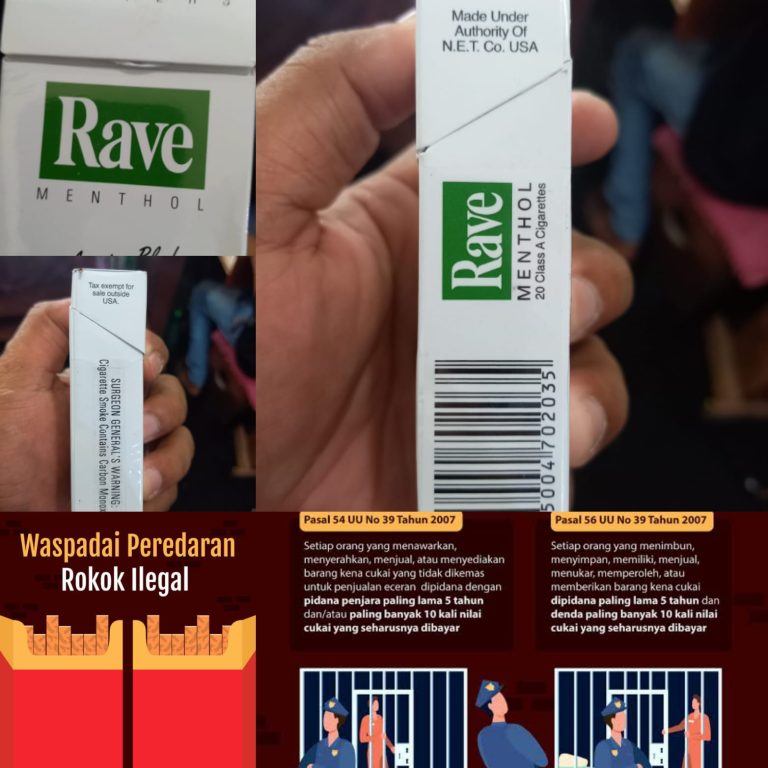 Rave
MENTHOL
Made Under
Authority Of
N.E.T. Co. USA
Rave
MENTHOL
20 Class A Cigarettes
5004702035
Tax exempt for
sale outside
USA.
SURGEON GENERAL'S WARNING:
Cigarette Smoke Contains Carbon
Waspadai Peredaran
Rokok Ilegal
Pasal 54 UU No 39 Tahun 2007
Setiap orang yang menawarkan,
menyerahkan, menjual, atau menyediakan
barang kena cukai yang tidak dikemas
untuk penjualan eceran dipidana dengan
pidana penjara paling lama 5 tahun
dan/atau paling banyak 10 kali nilai
cukai yang seharusnya dibayar
Pasal 56 UU No 39 Tahun 2007
Setiap orang yang menimbun,
menyimpan, memiliki, menjual,
menukar, memperoleh, atau
memberikan barang kena cukai
dipidana paling lama 5 tahun dan
denda paling banyak 10 kali nilai
cukai yang seharusnya dibayar